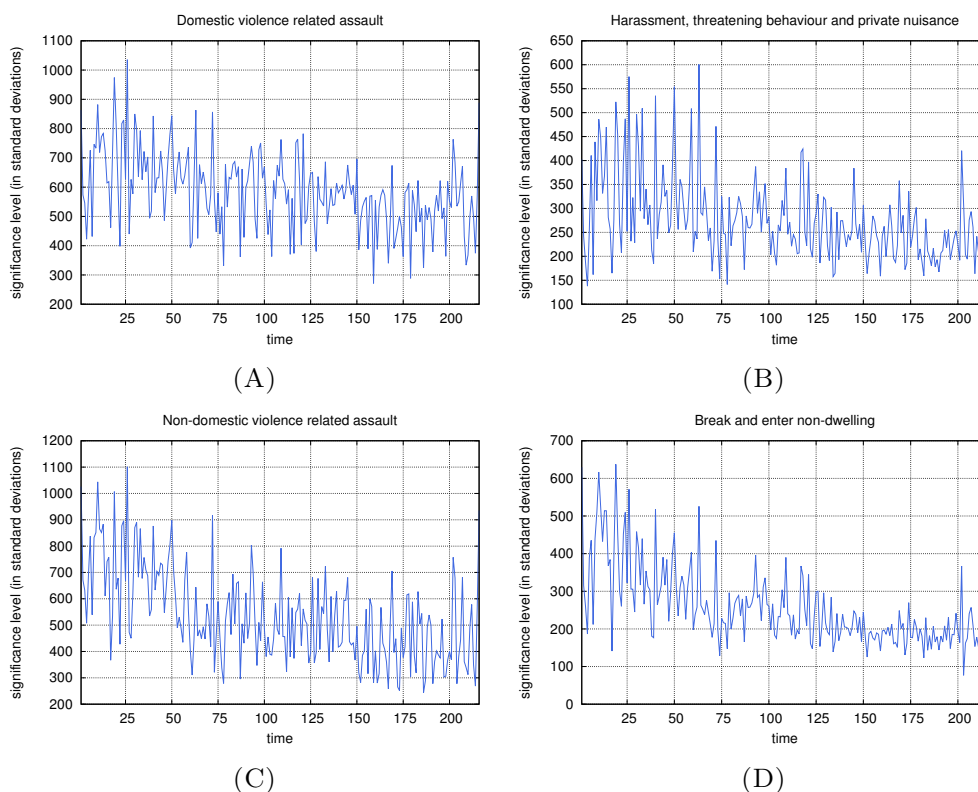 Domestic violence related assault
1100
1000
900
800
700
600
500
400
300
200
significance level (in standard deviations)
25 50 75 100 125 150 175 200
time
(A)
Harassment, threatening behaviour and private nuisance
650
600
550
500
450
400
350
300
250
200
150
100
significance level (in standard deviations)
25 50 75 100 125 150 175 200
time
(B)
Non-domestic violence related assault
1200
1100
1000
900
800
700
600
500
400
300
200
significance level (in standard deviations)
25 50 75 100 125 150 175 200
time
(C)
Break and enter non-dwelling
700
600
500
400
300
200
100
0
significance level (in standard deviations)
25 50 75 100 125 150 175 200
time
(D)